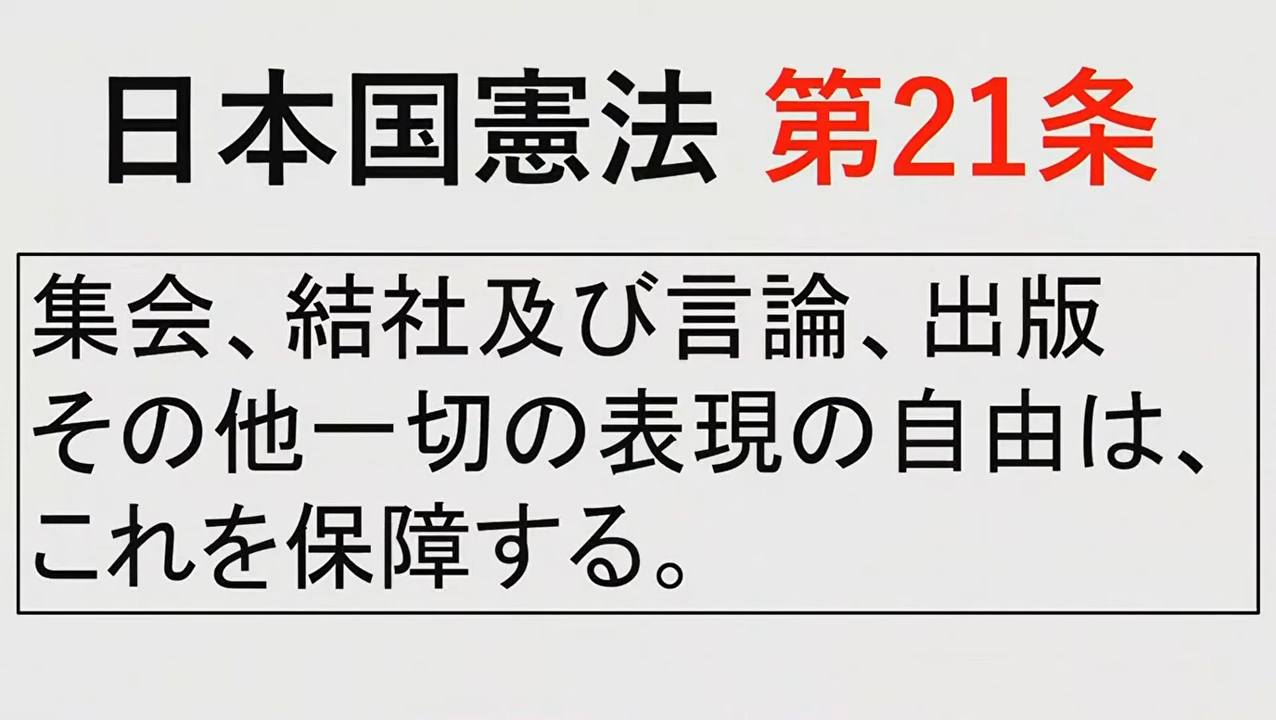 日本国憲法 第21条
集会、結社及び言論、出版
その他一切の表現の自由は、
これを保障する。